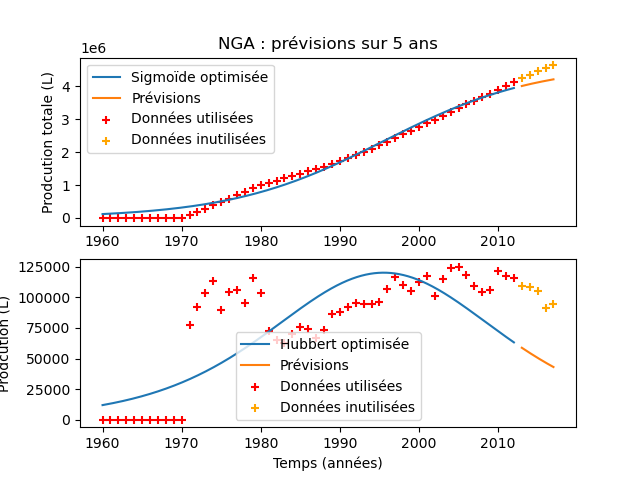 NGA : prévisions sur 5 ans
1e6
Prodcution totale (L)
4
3
2
1
0
Sigmoïde optimisée
Prévisions
Données utilisées
Données inutilisées
1960 1970 1980 1990 2000 2010
Prodcution (L)
125000
100000
75000
50000
25000
0
Hubbert optimisée
Prévisions
Données utilisées
Données inutilisées
1960 1970 1980 1990 2000 2010
Temps (années)